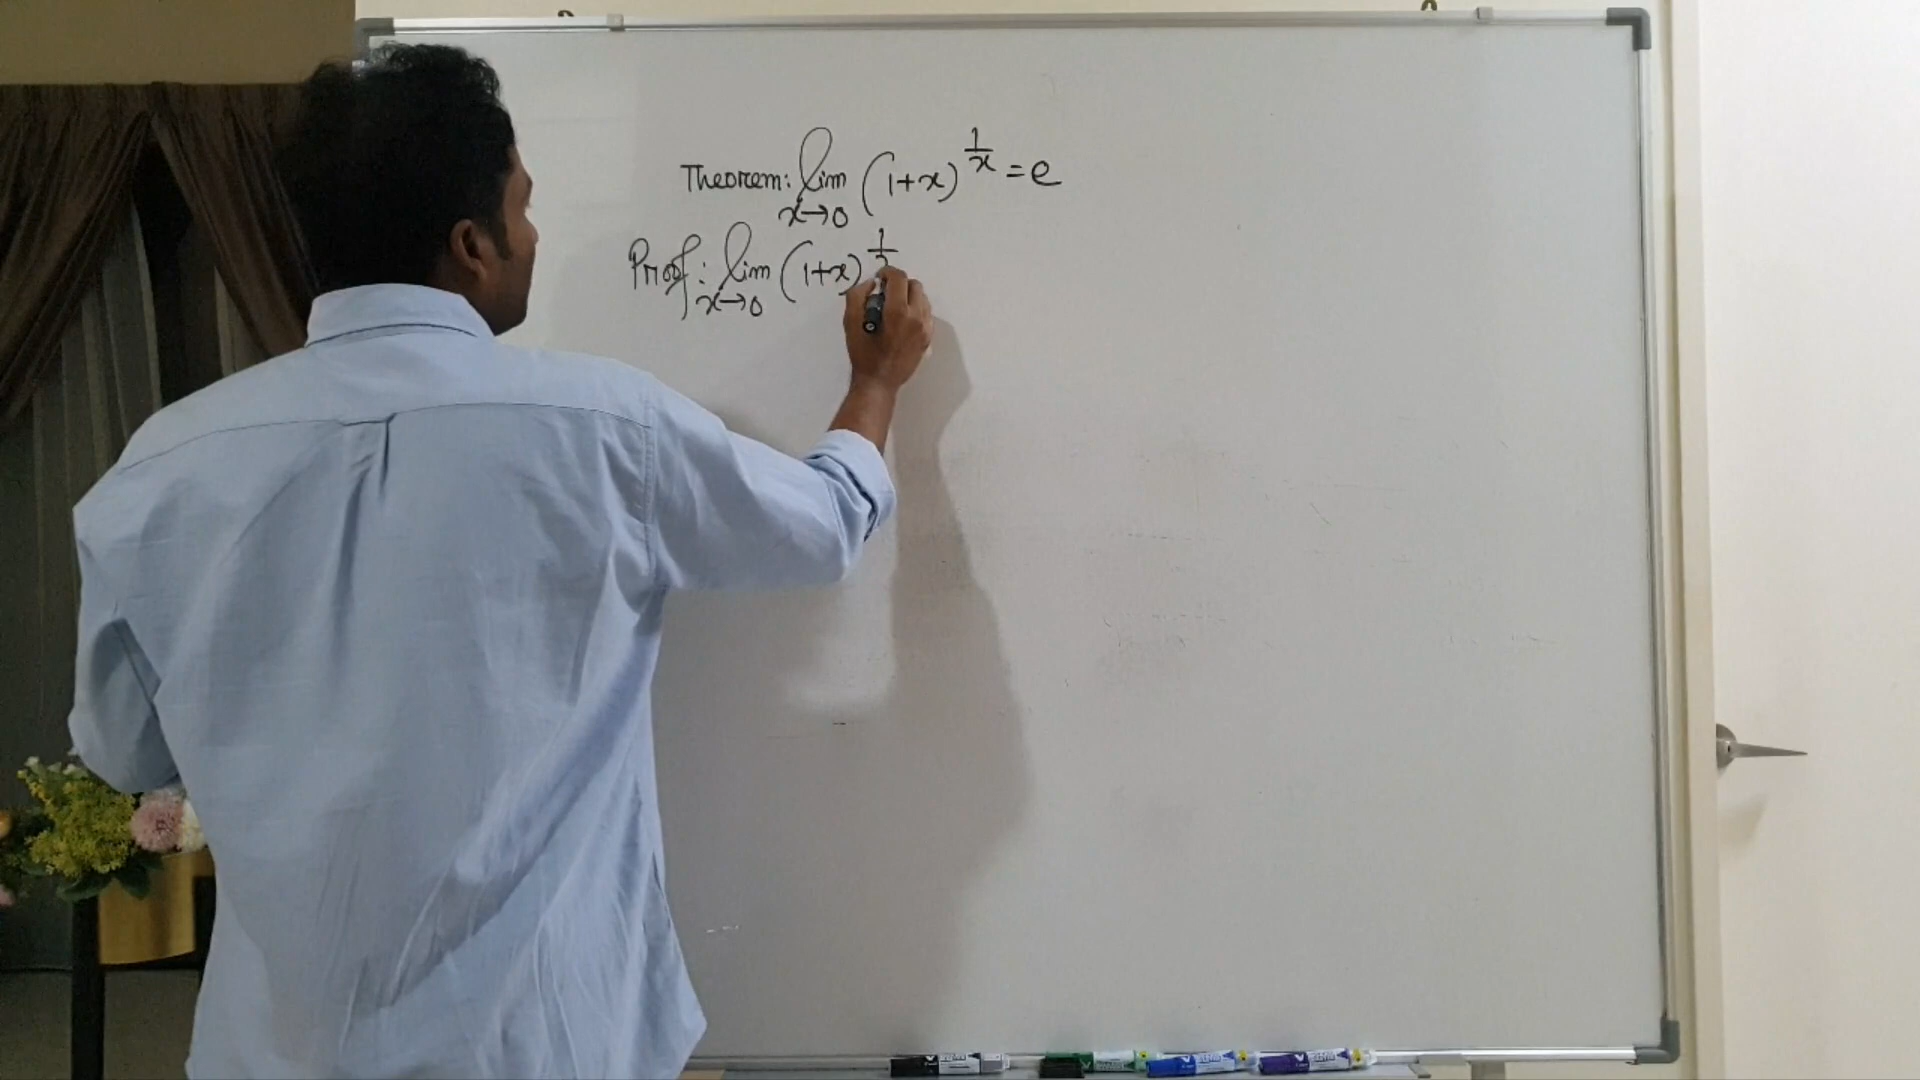 Theorem: lim x→0 (1+x)^(1/x) = e
Proof: lim x→0 (1+x)^1/